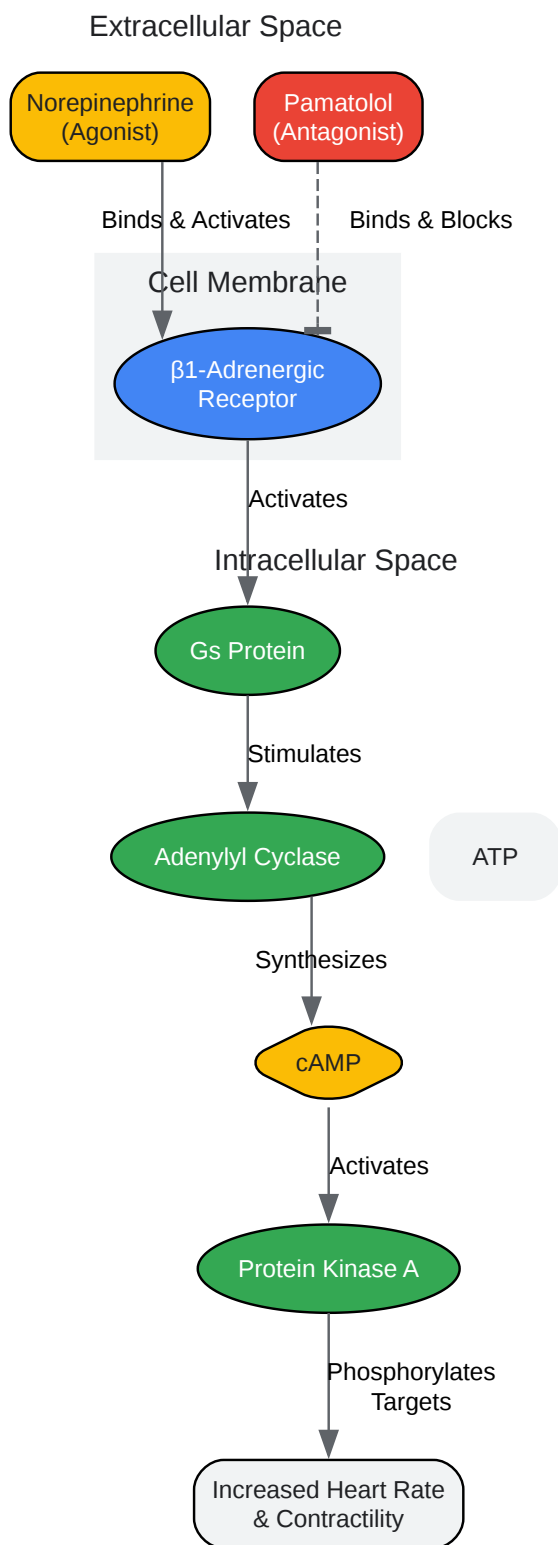 Extracellular Space
Norepinephrine
(Agonist)
Pamatolol
(Antagonist)
Binds & Activates
Binds & Blocks
Cell Membrane
β1-Adrenergic
Receptor
Activates
Intracellular Space
Gs Protein
Stimulates
Adenylyl Cyclase
ATP
Synthesizes
cAMP
Activates
Protein Kinase A
Phosphorylates
Targets
Increased Heart Rate
& Contractility